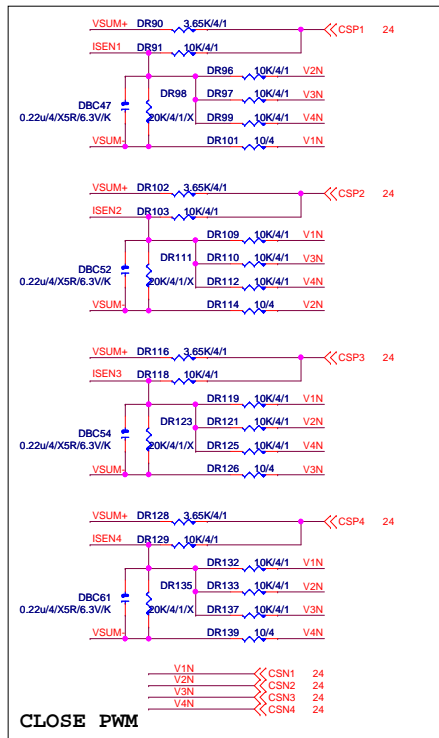 VSUM+ DR90 3.65K/4/1 CSP1 24
ISEN1 DR91 10K/4/1
DR96 10K/4/1 V2N
DR98 DR97 10K/4/1 V3N
DBC47
0.22u/4/X5R/6.3V/K 20K/4/1/X DR99 10K/4/1 V4N
VSUM- DR101 10/4 V1N
VSUM+ DR102 3.65K/4/1 CSP2 24
ISEN2 DR103 10K/4/1
DR109 10K/4/1 V1N
DR111 DR110 10K/4/1 V3N
DBC52
0.22u/4/X5R/6.3V/K 20K/4/1/X DR112 10K/4/1 V4N
VSUM- DR114 10/4 V2N
VSUM+ DR116 3.65K/4/1 CSP3 24
ISEN3 DR118 10K/4/1
DR119 10K/4/1 V1N
DR123 DR121 10K/4/1 V2N
DBC54
0.22u/4/X5R/6.3V/K 20K/4/1/X DR125 10K/4/1 V4N
VSUM- DR126 10/4 V3N
VSUM+ DR128 3.65K/4/1 CSP4 24
ISEN4 DR129 10K/4/1
DR132 10K/4/1 V1N
DR135 DR133 10K/4/1 V2N
DBC61
0.22u/4/X5R/6.3V/K 20K/4/1/X DR137 10K/4/1 V3N
VSUM- DR139 10/4 V4N
V1N CSN1 24
V2N CSN2 24
V3N CSN3 24
V4N CSN4 24
CLOSE PWM